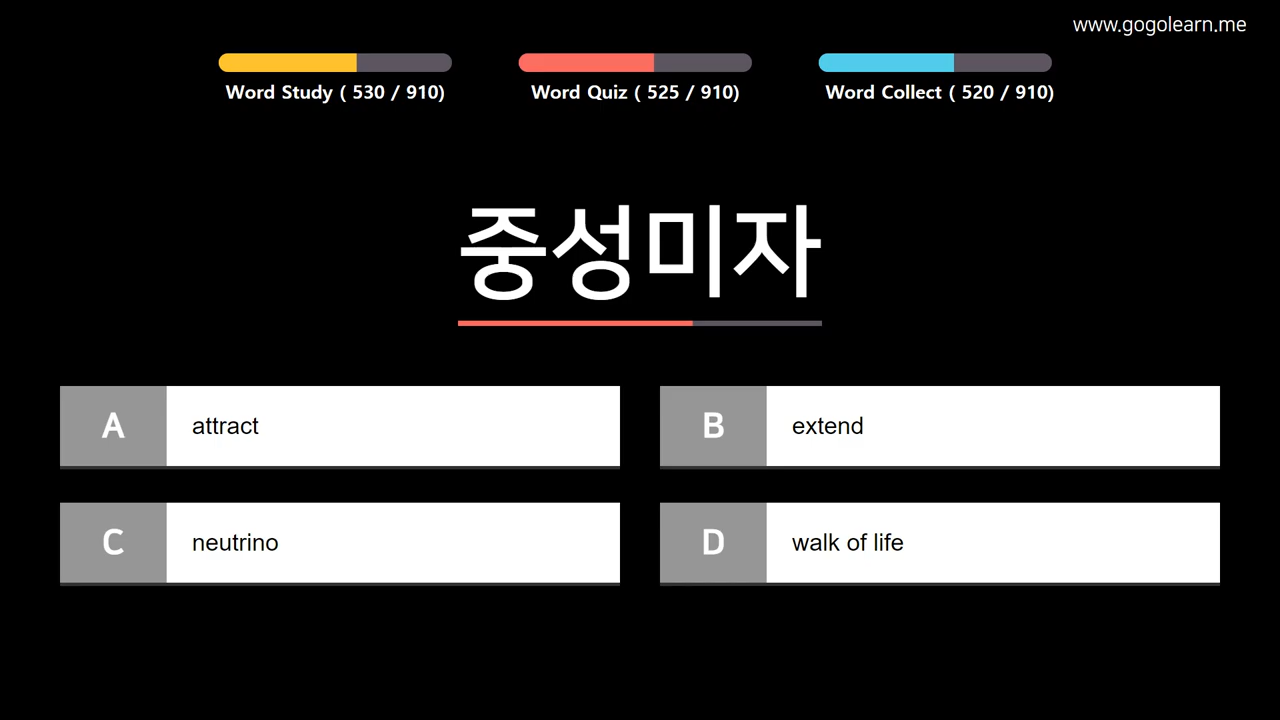 www.gogolearn.me
Word Study ( 530 / 910)
Word Quiz ( 525 / 910)
Word Collect ( 520 / 910)
중성미자
A attract
B extend
C neutrino
D walk of life